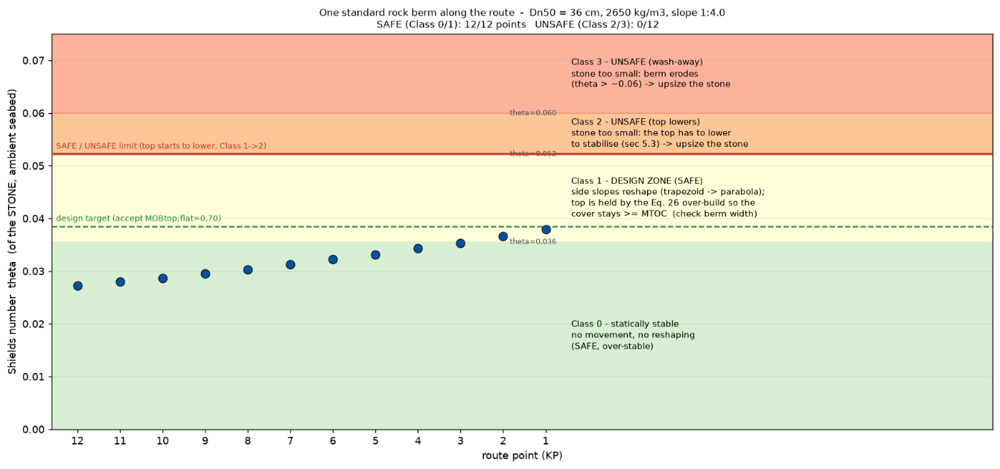 One standard rock berm along the route - Dn50 = 36 cm, 2650 kg/m3, slope 1:4.0
SAFE (Class 0/1): 12/12 points UNSAFE (Class 2/3): 0/12
Shields number theta (of the STONE, ambient seabed)
0.07
0.06
0.05
0.04
0.03
0.02
0.01
0.00
Class 3 - UNSAFE (wash-away)
stone too small: berm erodes
(theta > ~0.06) -> upsize the stone
theta=0.060
Class 2 - UNSAFE (top lowers)
stone too small: the top has to lower
to stabilise (sec 5.3) -> upsize the stone
SAFE / UNSAFE limit (top starts to lower, Class 1->2)
theta=0.052
Class 1 - DESIGN ZONE (SAFE)
side slopes reshape (trapezoid -> parabola);
top is held by the Eq. 26 over-build so the
cover stays >= MTOC (check berm width)
design target (accept MOBtop;flat=0.70)
theta=0.036
Class 0 - statically stable
no movement, no reshaping
(SAFE, over-stable)
12 11 10 9 8 7 6 5 4 3 2 1
route point (KP)